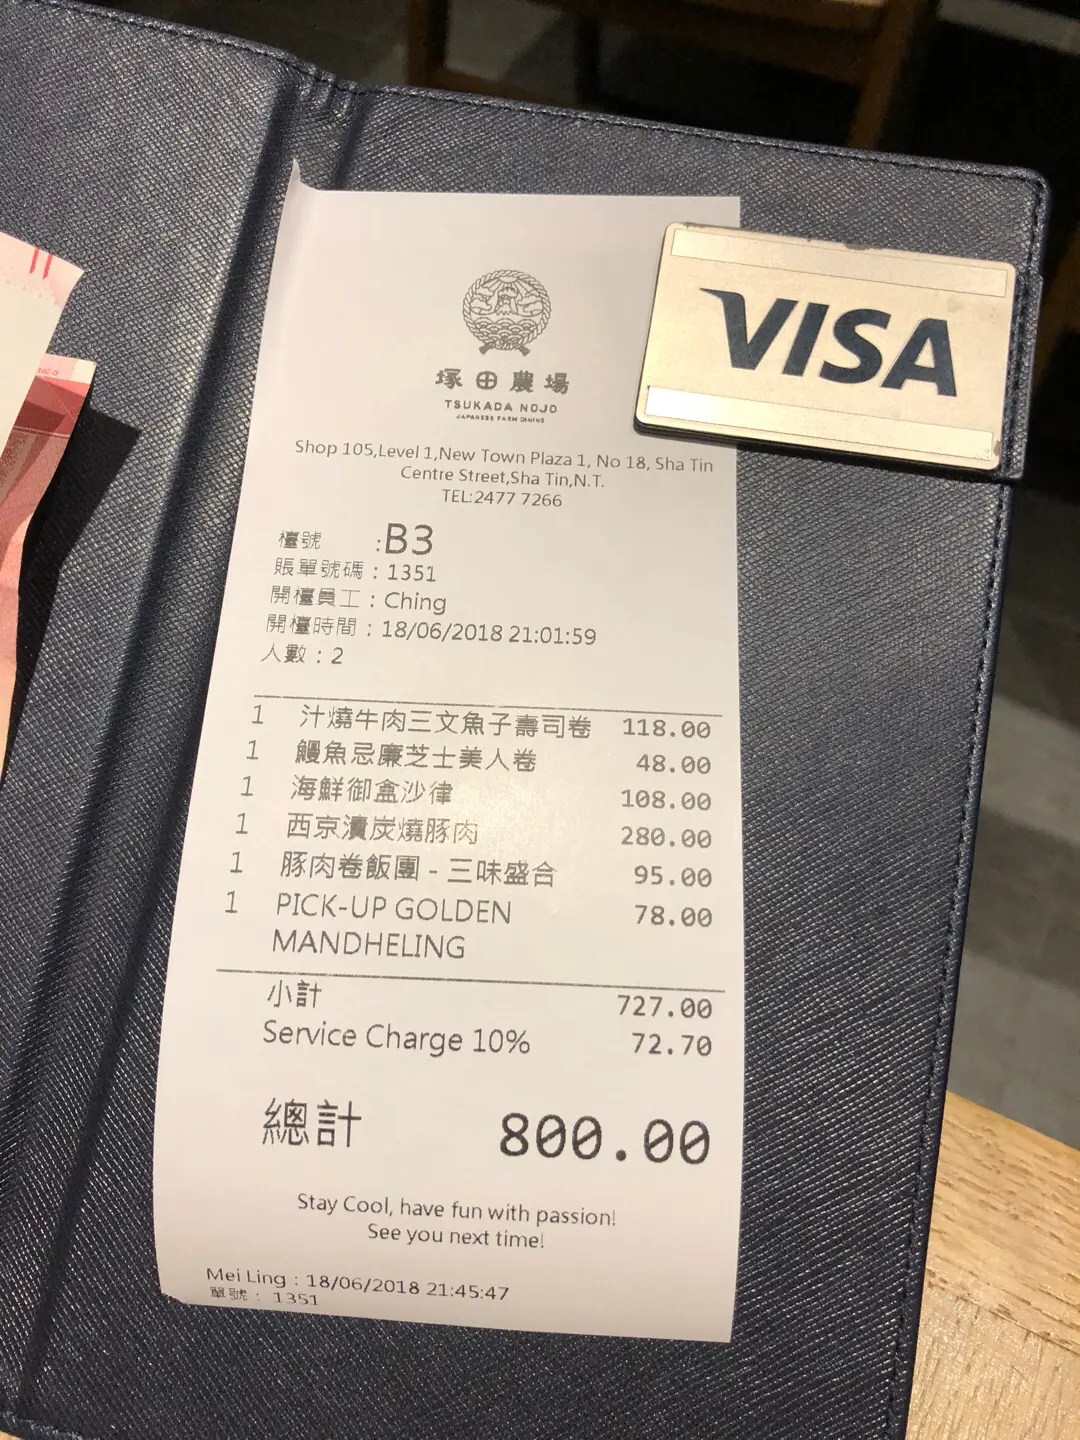 塚田農場
TSUKADA NOJO
JAPANESE FARM DINING
VISA
Shop 105,Level 1,New Town Plaza 1, No 18, Sha Tin
Centre Street,Sha Tin,N.T.
TEL:2477 7266
檯號 :B3
賬單號碼 : 1351
開檯員工 : Ching
開檯時間 : 18/06/2018 21:01:59
人數 : 2
1 汁燒牛肉三文魚子壽司卷 118.00
1 鰻魚忌廉芝士美人卷 48.00
1 海鮮御盒沙律 108.00
1 西京漬炭燒豚肉 280.00
1 豚肉卷飯團 - 三味盛合 95.00
1 PICK-UP GOLDEN 78.00
MANDHELING
小計 727.00
Service Charge 10% 72.70
總計 800.00
Stay Cool, have fun with passion!
See you next time!
Mei Ling : 18/06/2018 21:45:47
單號 : 1351